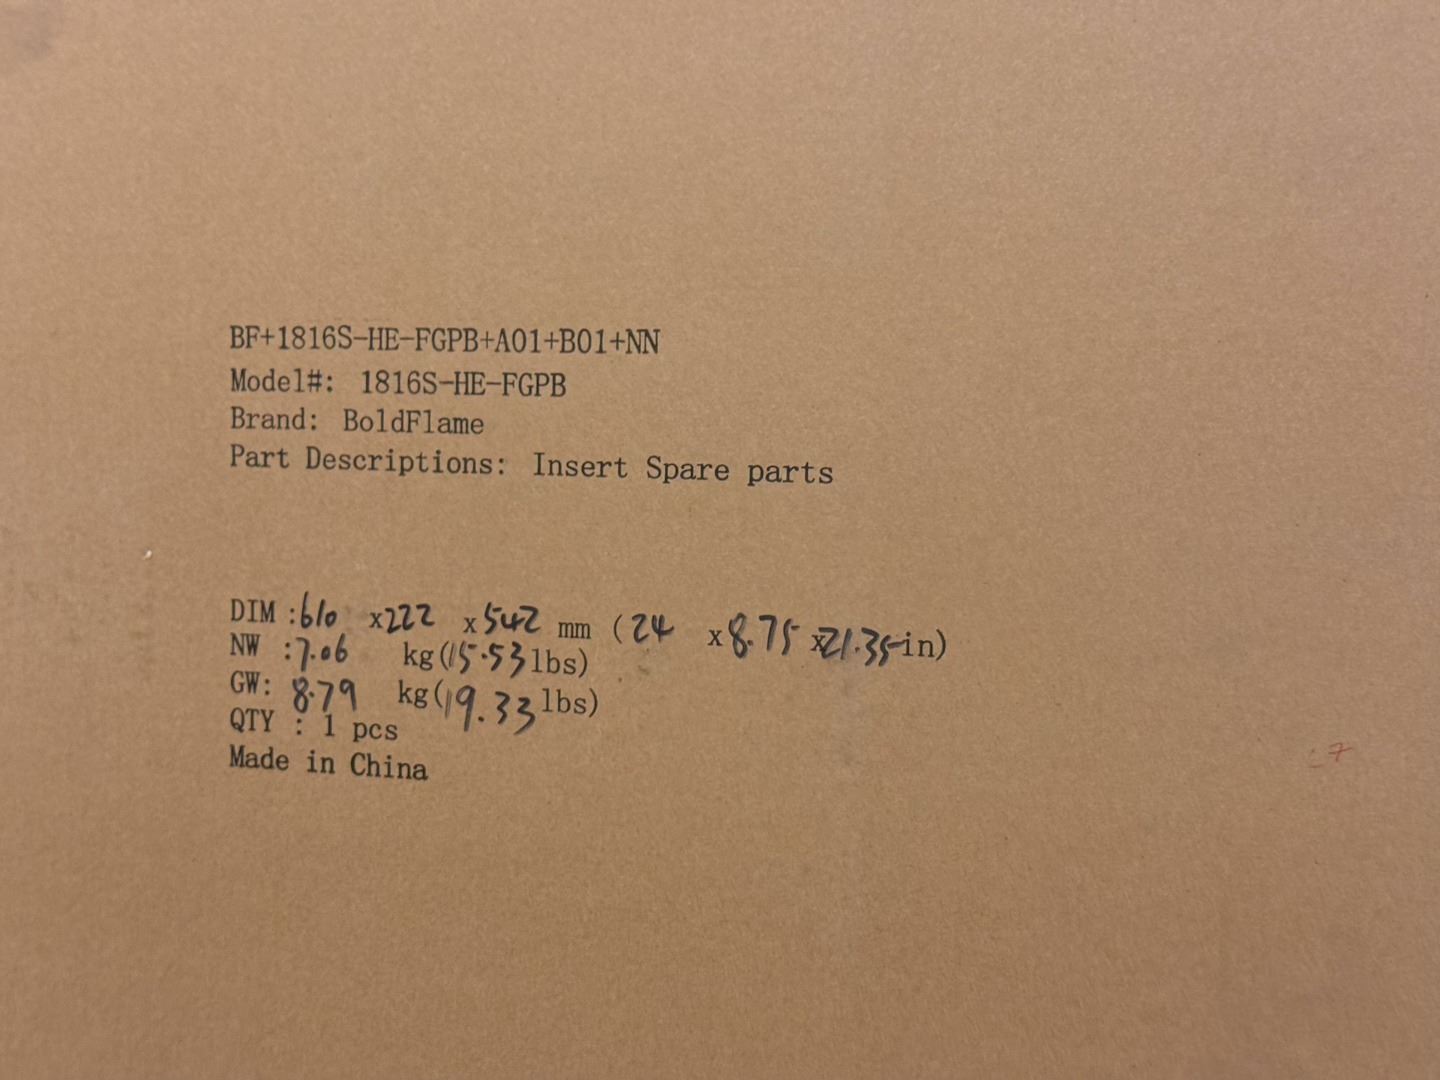 BF+1816S-HE-FGPB+A01+B01+NN
Model#: 1816S-HE-FGPB
Brand: BoldFlame
Part Descriptions: Insert Spare parts
DIM :610 x222 x542 mm (24 x8.75 x21.35in)
NW :7.06 kg(15.53lbs)
GW: 8.79 kg(19.33lbs)
QTY : 1 pcs
Made in China